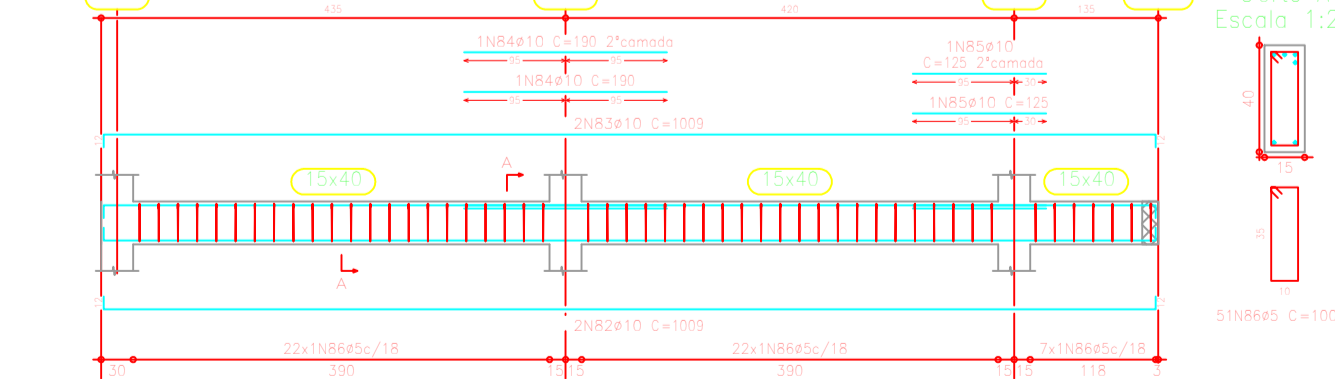 435
420
135
Escala 1:2
1N84ø10 C=190 2ªcamada
95 95
1N84ø10 C=190
95 95
1N85ø10
C=125 2ªcamada
95 30
1N85ø10 C=125
95 30
2N83ø10 C=1009
12
12
40
15
15x40
A
15x40
15x40
35
10
A
12
12
2N82ø10 C=1009
51N86ø5 C=100
22x1N86ø5c/18
22x1N86ø5c/18
7x1N86ø5c/18
30
390
15
15
390
15
15
118
3